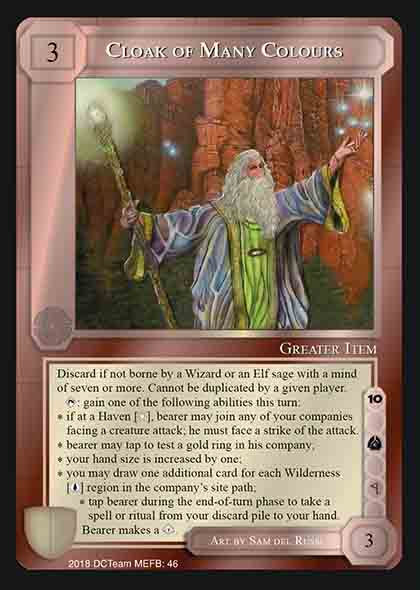 3
CLOAK OF MANY COLOURS
GREATER ITEM
Discard if not borne by a Wizard or an Elf sage with a mind
of seven or more. Cannot be duplicated by a given player.
: gain one of the following abilities this turn:
* if at a Haven [ ], bearer may join any of your companies
facing a creature attack; he must face a strike of the attack.
* bearer may tap to test a gold ring in his company;
* your hand size is increased by one;
* you may draw one additional card for each Wilderness
[ ] region in the company's site path;
* tap bearer during the end-of-turn phase to take a
spell or ritual from your discard pile to your hand.
Bearer makes a .
10
ART BY SAM DEL RUSSI
3
2018 DCTeam MEFB: 46